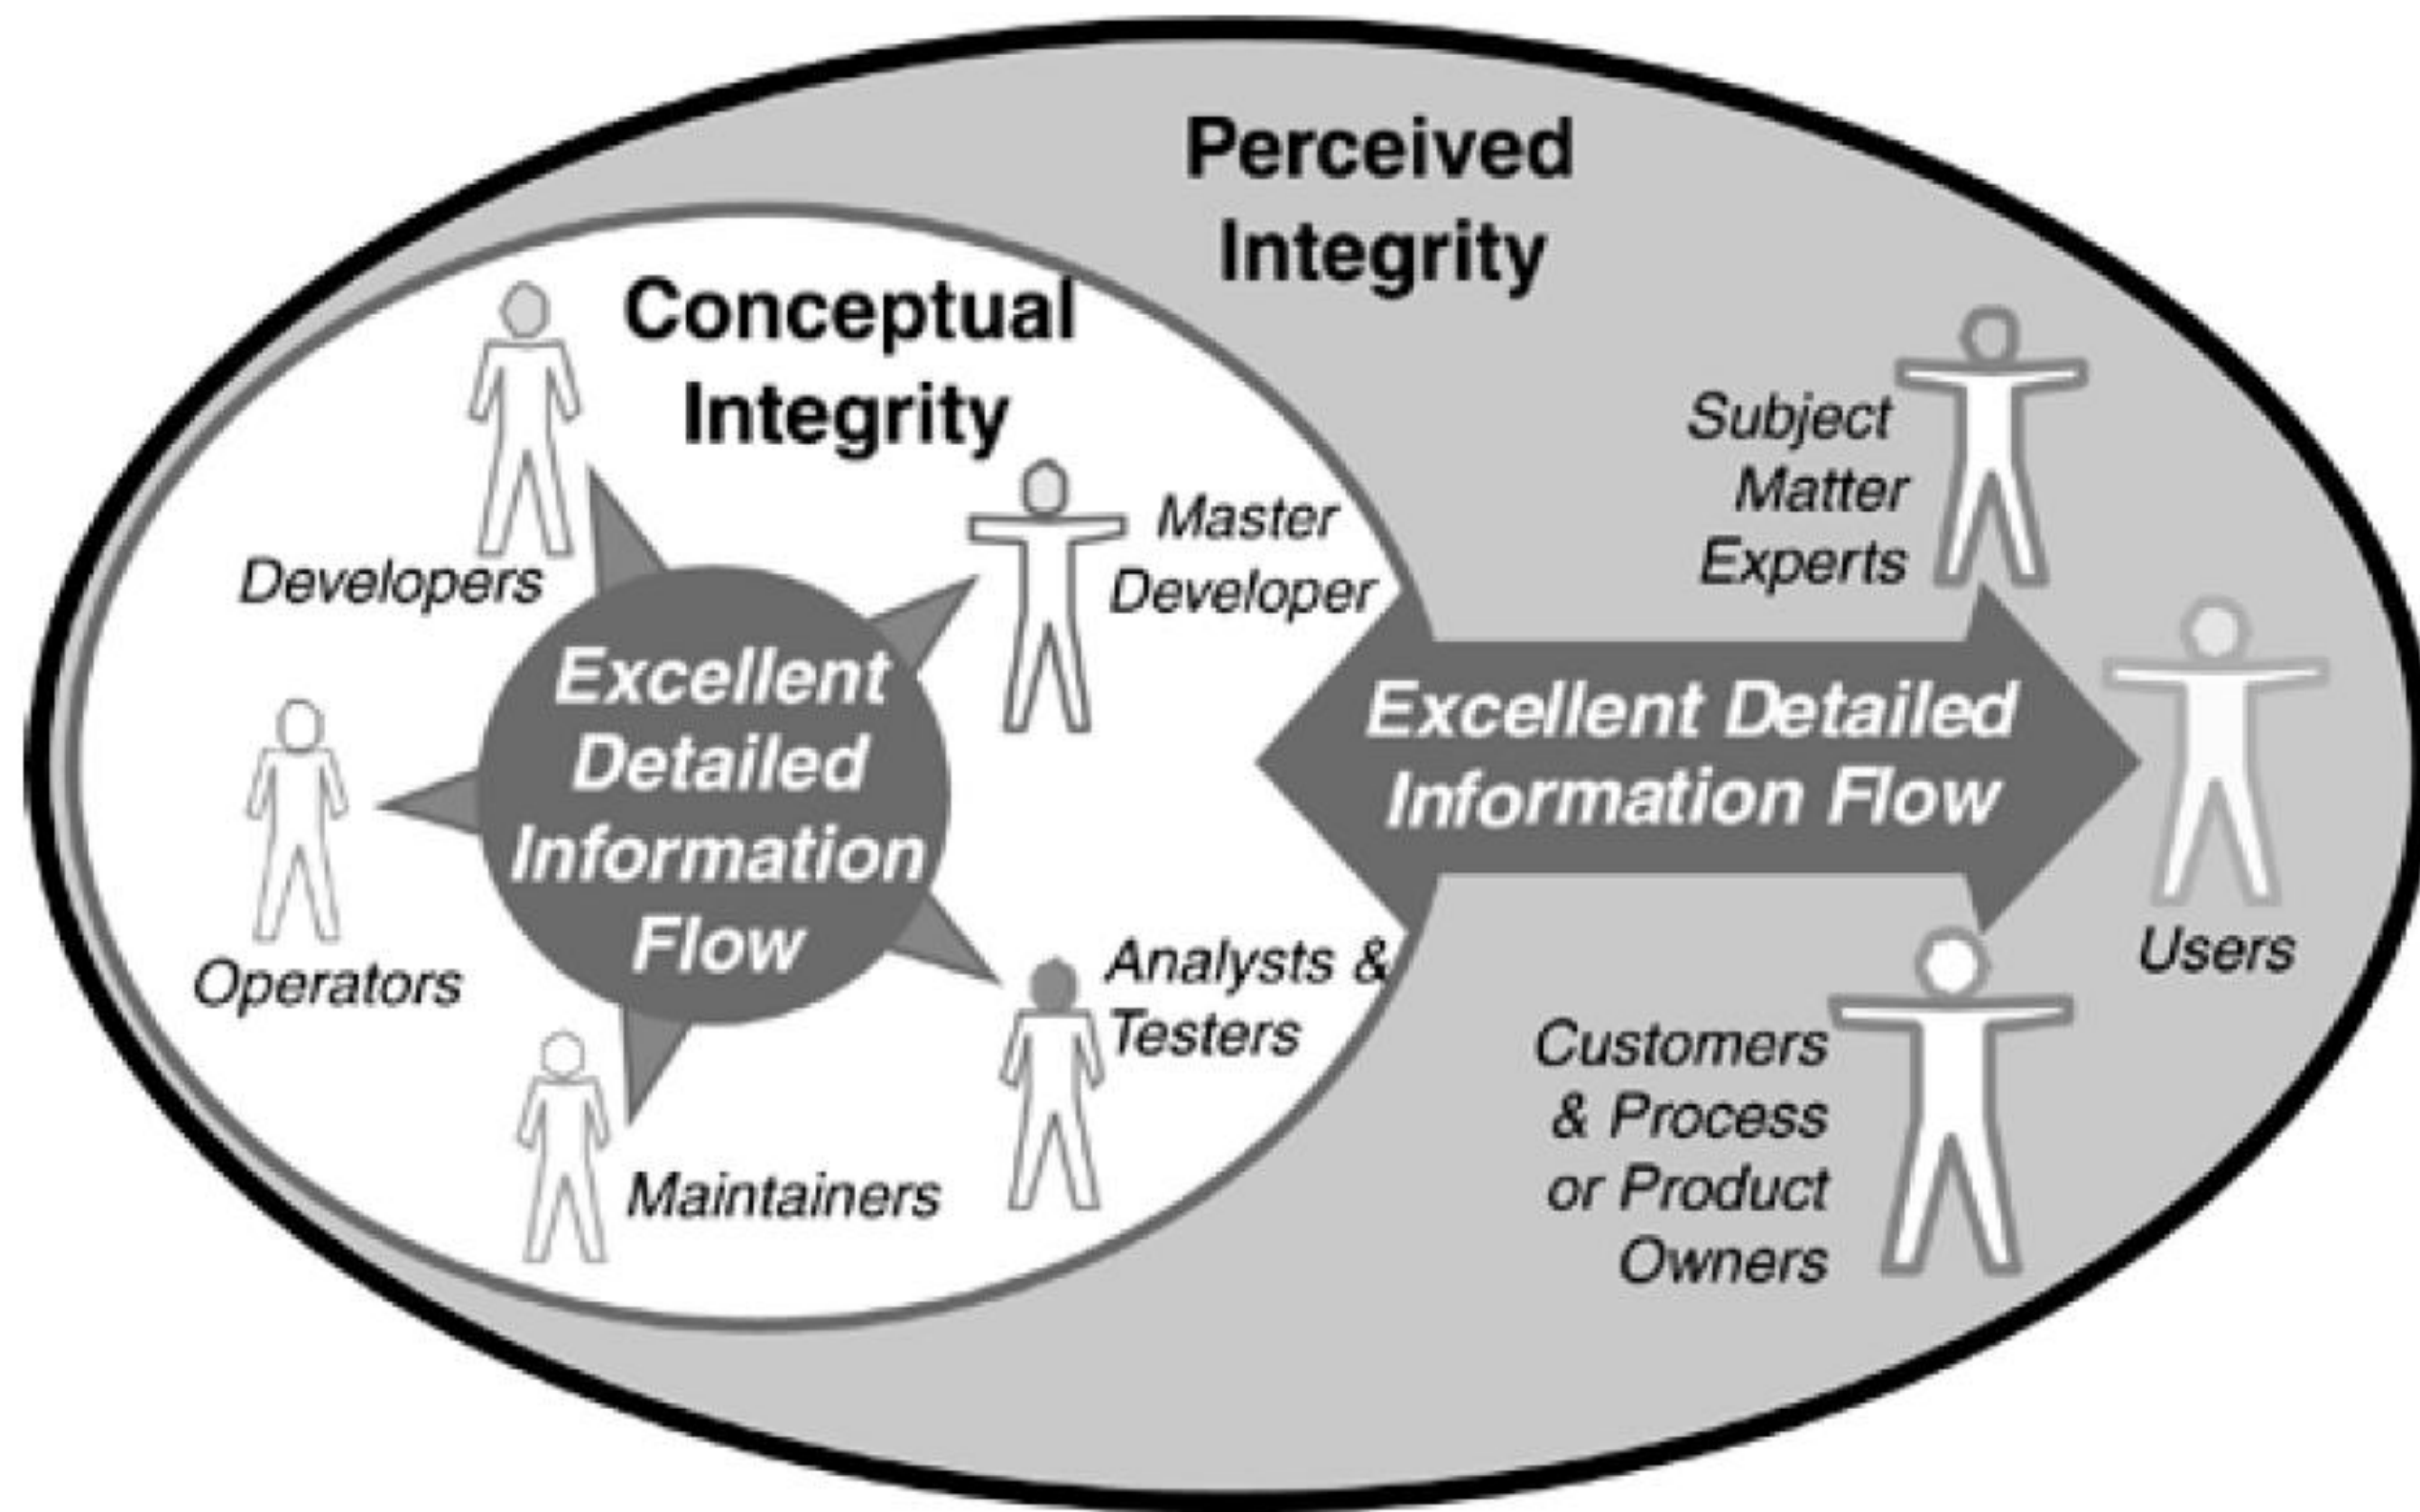 Perceived
Integrity
Conceptual
Integrity
Developers
Master
Developer
Excellent
Detailed
Information
Flow
Operators
Analysts &
Testers
Maintainers
Subject
Matter
Experts
Excellent Detailed
Information Flow
Users
Customers
& Process
or Product
Owners